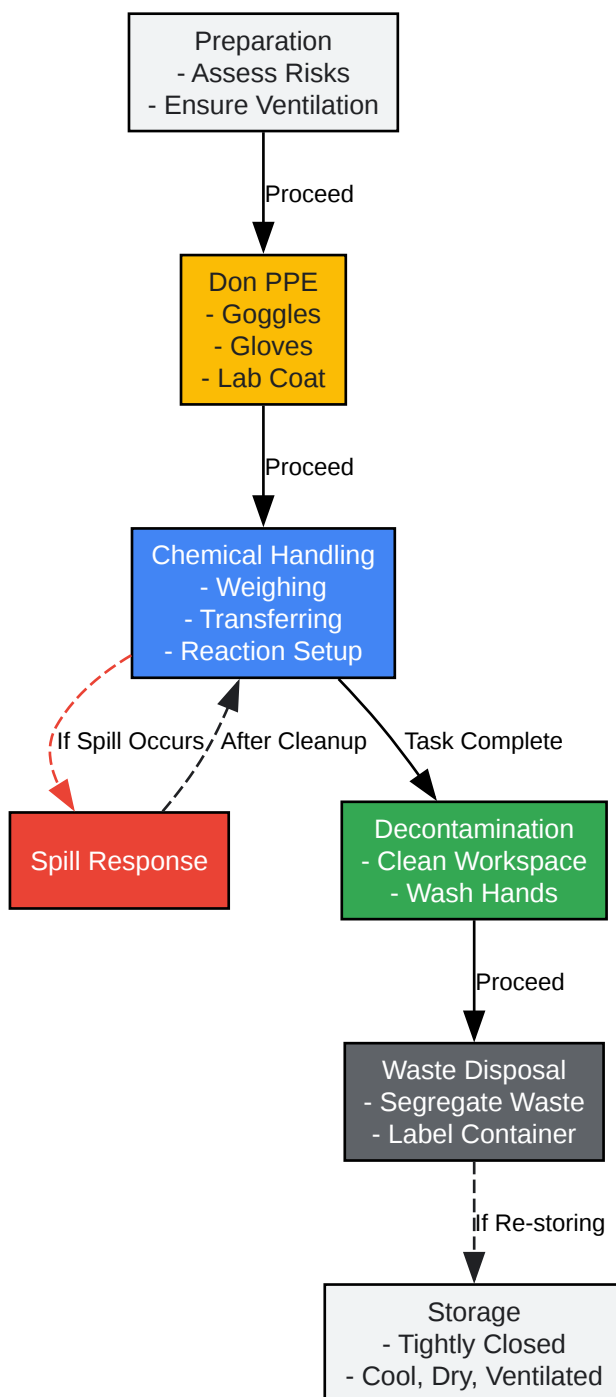 Preparation
- Assess Risks
- Ensure Ventilation
Proceed
Don PPE
- Goggles
- Gloves
- Lab Coat
Proceed
Chemical Handling
- Weighing
- Transferring
- Reaction Setup
If Spill Occurs
After Cleanup
Task Complete
Spill Response
Decontamination
- Clean Workspace
- Wash Hands
Proceed
Waste Disposal
- Segregate Waste
- Label Container
If Re-storing
Storage
- Tightly Closed
- Cool, Dry, Ventilated